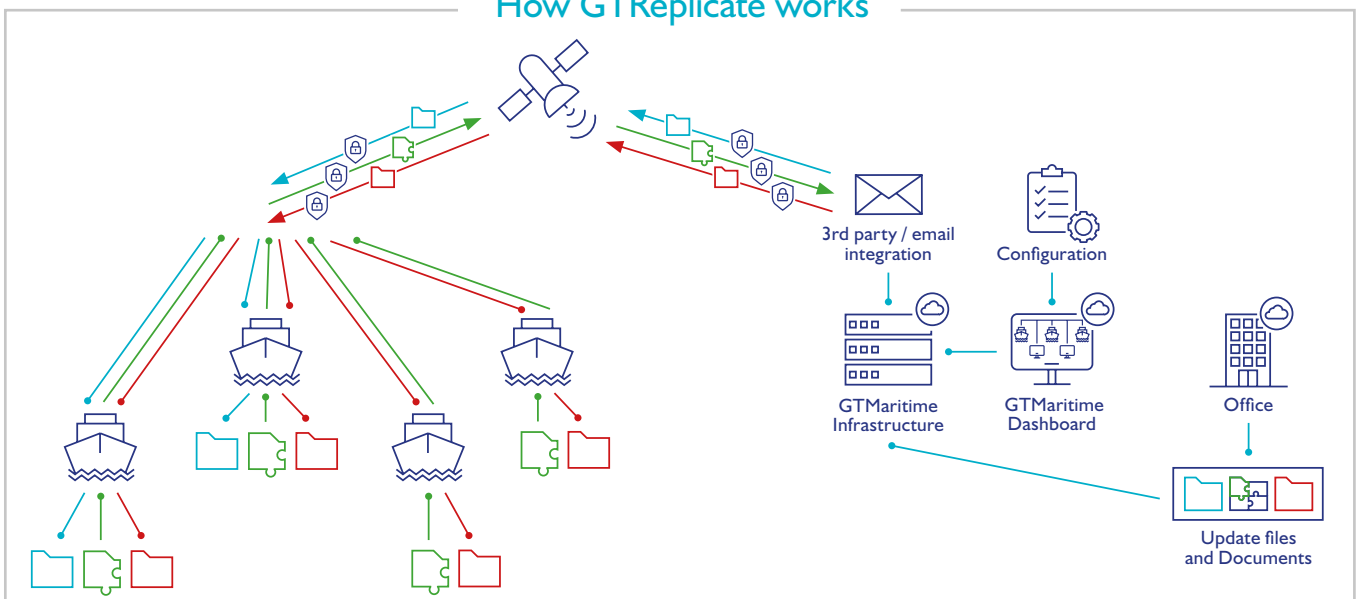 How GTReplicate works
3rd party / email
integration
Configuration
GTMaritime
Infrastructure
GTMaritime
Dashboard
Office
Update files
and Documents